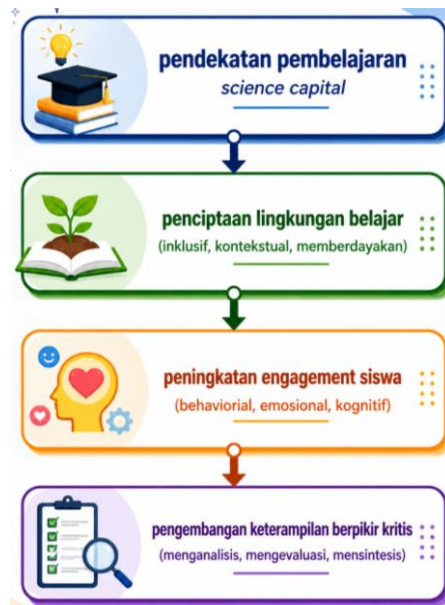 pendekatan pembelajaran
science capital
penciptaan lingkungan belajar
(inklusif, kontekstual, memberdayakan)
peningkatan engagement siswa
(behaviorial, emosional, kognitif)
pengembangan keterampilan berpikir kritis
(menganalisis, mengevaluasi, mensintesis)